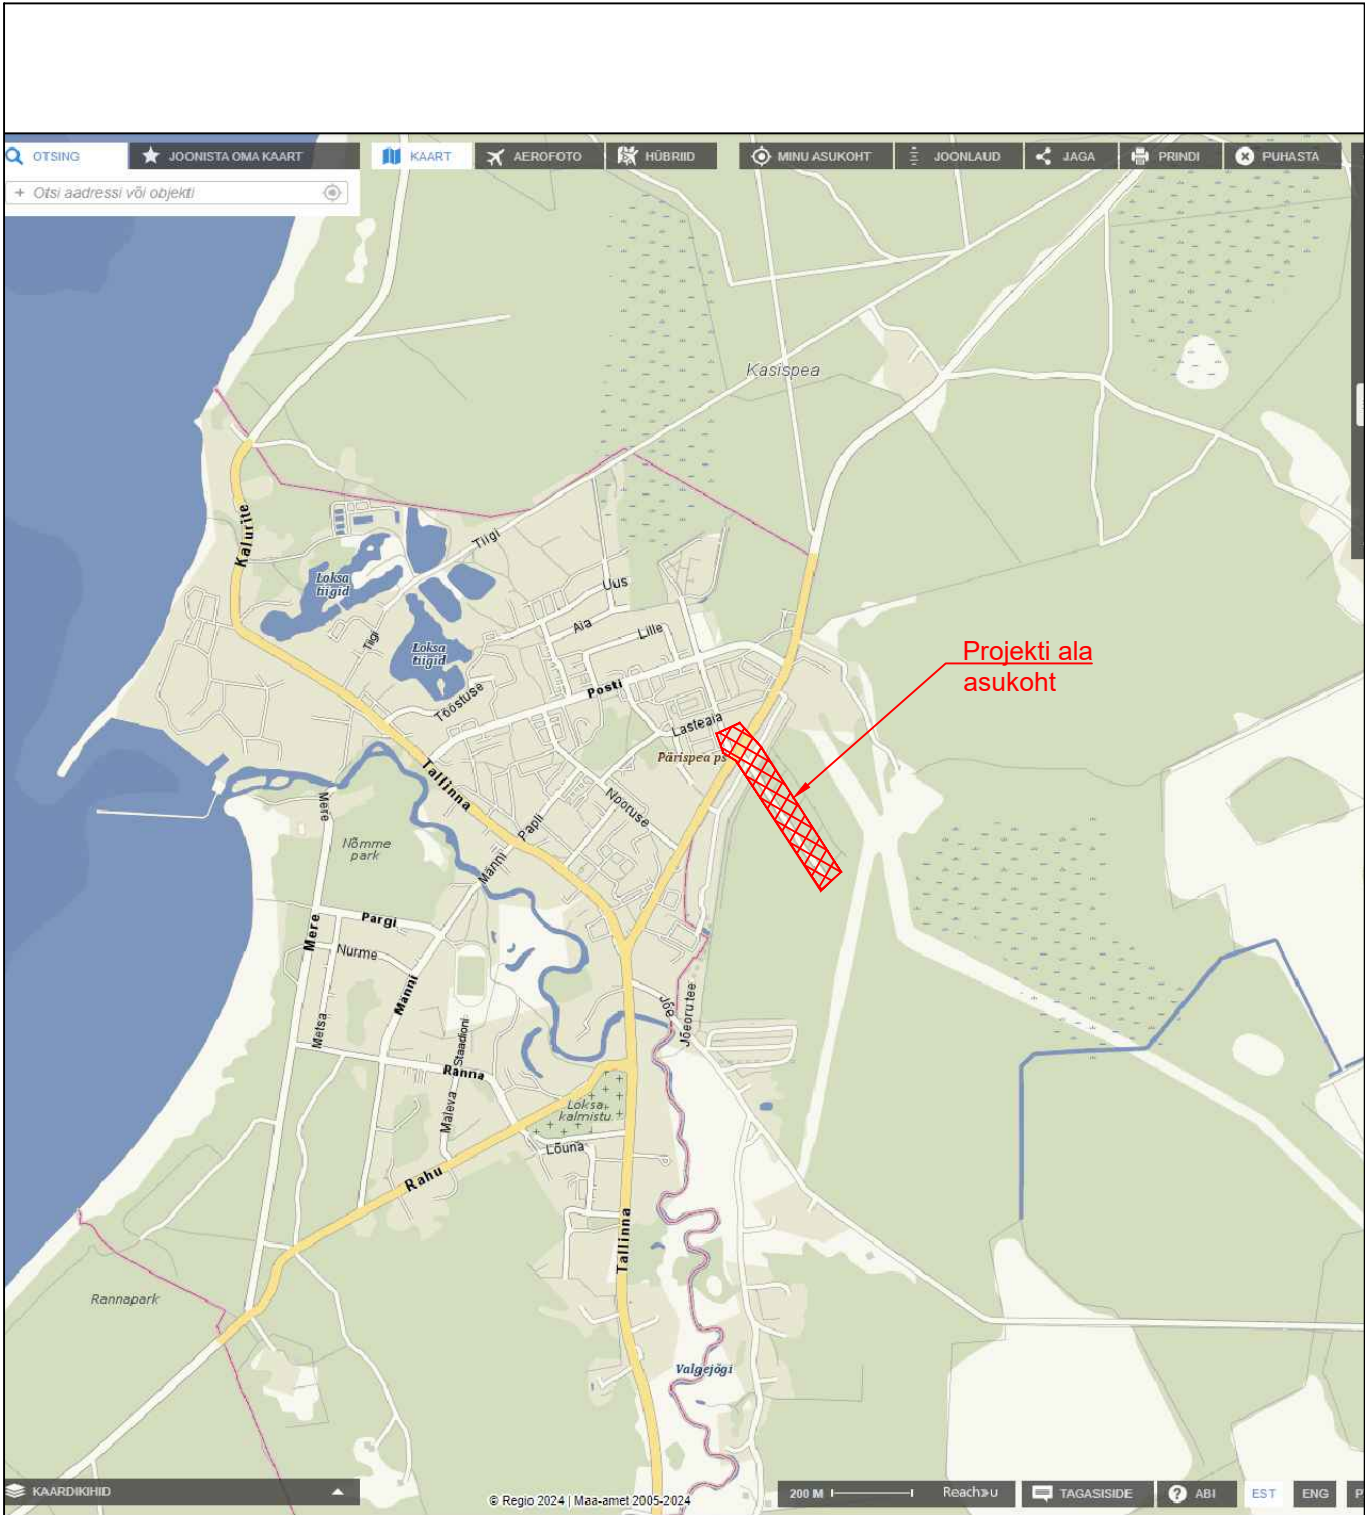 OTSING
JOONISTA OMA KAART
KAART
AEROFOTO
HÜBRIID
MINU ASUKOHT
JOONLAUD
JAGA
PRINDI
PUHASTA
+ Otsi aadressi või objekti
Kasispea
Kalurite
Tiigi
Loksa
tiigid
Uus
Aia
Lille
Tiigi
Loksa
tiigid
Projekti ala
asukoht
Posti
Tööstuse
Lasteaia
Pärispea ps
Tallinna
Nooruse
Mere
Papli
Nõmme
park
Männi
Pargi
Mere
Nurme
Männi
Metsa
Staadioni
Jõe
Jõeoru tee
Ranna
Maleva
Loksa
kalmistu
Lõuna
Rahu
Tallinna
Rannapark
Valgejõgi
KAARDIKIHID
© Regio 2024 | Maa-amet 2005-2024
200 M
Reach»u
TAGASISIDE
ABI
EST
ENG